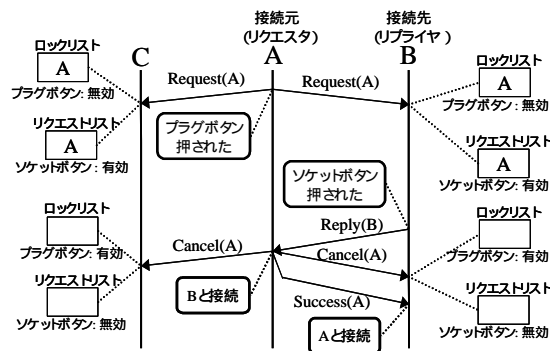 接続元
(リクエスタ)
接続先
(リプライヤ)
C
A
B
ロックリスト
A
プラグボタン: 無効
リクエストリスト
A
ソケットボタン: 有効
ロックリスト
プラグボタン: 有効
リクエストリスト
ソケットボタン: 無効
Request(A)
Request(A)
プラグボタン
押された
ソケットボタン
押された
Reply(B)
Cancel(A)
Cancel(A)
Bと接続
Success(A)
Aと接続
ロックリスト
A
プラグボタン: 無効
リクエストリスト
A
ソケットボタン: 有効
ロックリスト
プラグボタン: 有効
リクエストリスト
ソケットボタン: 無効